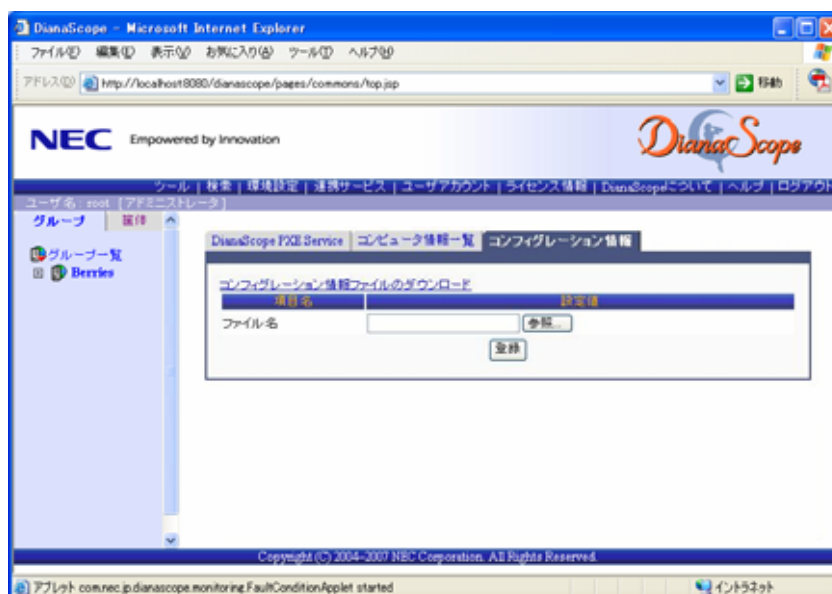 DianaScope - Microsoft Internet Explorer
ファイル(F) 編集(E) 表示(V) お気に入り(A) ツール(T) ヘルプ(H)
アドレス(D) http://localhost:8080/dianascope/pages/commons/top.jsp 移動
NEC Empowered by Innovation DianaScope
ツール | 検索 | 環境設定 | 連携サービス | ユーザアカウント | ライセンス情報 | DianaScopeについて | ヘルプ | ログアウト
ユーザ名 : root [アドミニストレータ]
グループ 筐体
グループ一覧
Berries
DianaScope PXE Service コンピュータ情報一覧 コンフィグレーション情報
コンフィグレーション情報ファイルのダウンロード
項目名 設定値
ファイル名 参照...
登録
Copyright (C) 2004-2007 NEC Corporation. All Rights Reserved.
アプレット com.nec.jp.dianascope.monitoring.FaultConditionApplet started イントラネット